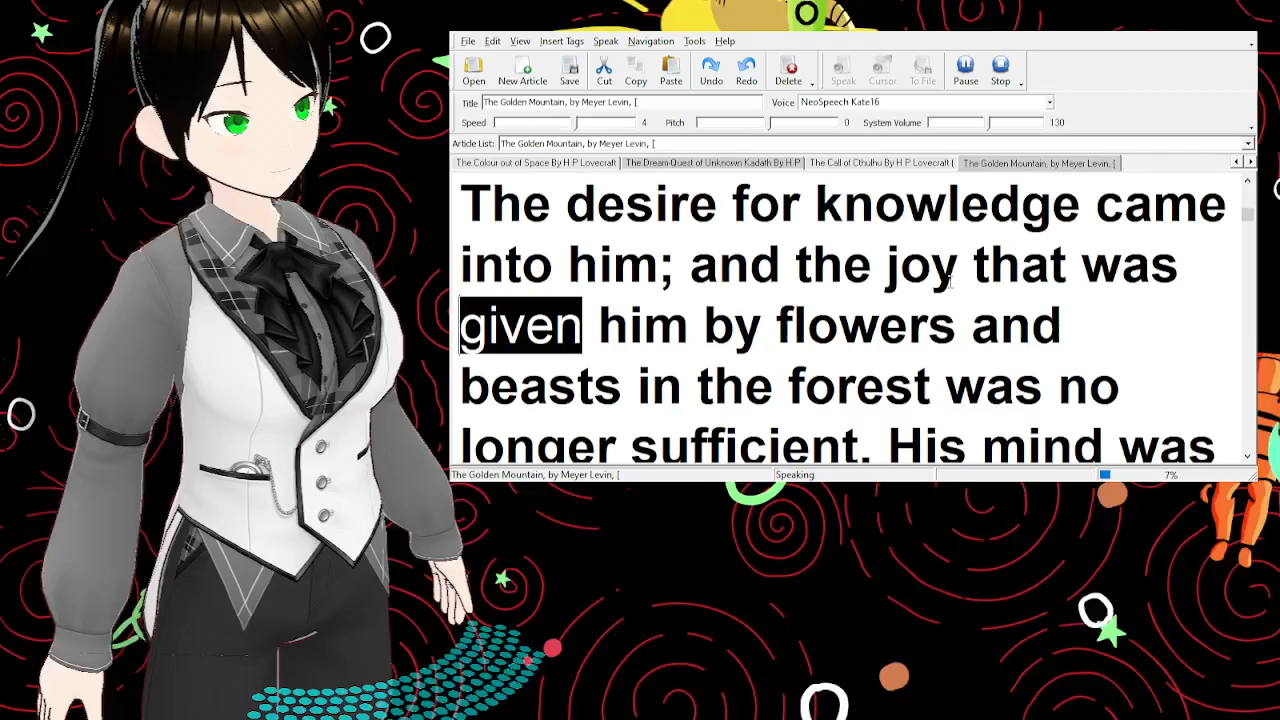 File Edit View Insert Tags Speak Navigation Tools Help
Open New Article Save Cut Copy Paste Undo Redo Delete Speak Cursor To File Pause Stop
Title The Golden Mountain, by Meyer Levin, [ Voice NeoSpeech Kate16
Speed 4 Pitch 0 System Volume 130
Article List: The Golden Mountain, by Meyer Levin, [
The Colour out of Space By H P Lovecraft The Dream-Quest of Unknown Kadath By H P The Call of Cthulhu By H P Lovecraft ( The Golden Mountain, by Meyer Levin, [
The desire for knowledge came
into him; and the joy that was
given him by flowers and
beasts in the forest was no
longer sufficient. His mind was
The Golden Mountain, by Meyer Levin, [ Speaking 7%